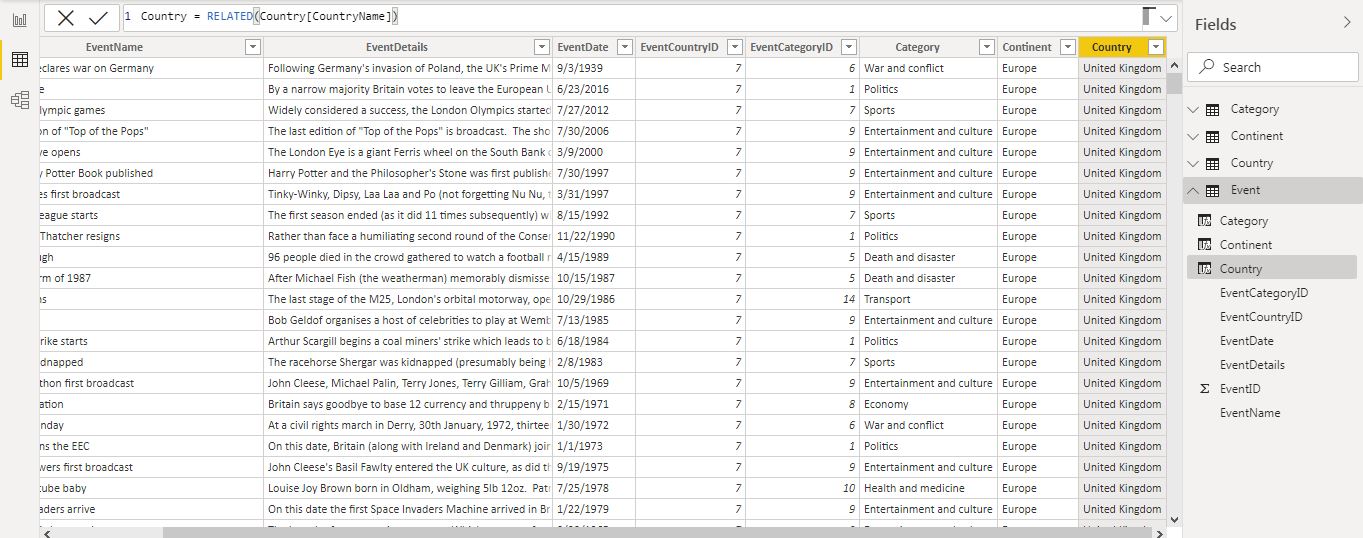 1 Country = RELATED(Country[CountryName])
Fields
Search
EventName EventDetails EventDate EventCountryID EventCategoryID Category Continent Country
eclares war on Germany Following Germany's invasion of Poland, the UK's Prime M 9/3/1939 7 6 War and conflict Europe United Kingdom
e By a narrow majority Britain votes to leave the European U 6/23/2016 7 1 Politics Europe United Kingdom
lympic games Widely considered a success, the London Olympics started 7/27/2012 7 7 Sports Europe United Kingdom
on of "Top of the Pops" The last edition of "Top of the Pops" is broadcast. The sho 7/30/2006 7 9 Entertainment and culture Europe United Kingdom
ye opens The London Eye is a giant Ferris wheel on the South Bank 3/9/2000 7 9 Entertainment and culture Europe United Kingdom
y Potter Book published Harry Potter and the Philosopher's Stone was first publishe 7/30/1997 7 9 Entertainment and culture Europe United Kingdom
es first broadcast Tinky-Winky, Dipsy, Laa Laa and Po (not forgetting Nu Nu, 3/31/1997 7 9 Entertainment and culture Europe United Kingdom
eague starts The first season ended (as it did 11 times subsequently) w 8/15/1992 7 7 Sports Europe United Kingdom
Thatcher resigns Rather than face a humiliating second round of the Conser 11/22/1990 7 1 Politics Europe United Kingdom
ugh 96 people died in the crowd gathered to watch a football 4/15/1989 7 5 Death and disaster Europe United Kingdom
rm of 1987 After Michael Fish (the weatherman) memorably dismisse 10/15/1987 7 5 Death and disaster Europe United Kingdom
ns The last stage of the M25, London's orbital motorway, ope 10/29/1986 7 14 Transport Europe United Kingdom
Bob Geldof organises a host of celebrities to play at Wemb 7/13/1985 7 9 Entertainment and culture Europe United Kingdom
rike starts Arthur Scargill begins a coal miners' strike which leads to b 6/18/1984 7 1 Politics Europe United Kingdom
dnapped The racehorse Shergar was kidnapped (presumably being 2/8/1983 7 7 Sports Europe United Kingdom
thon first broadcast John Cleese, Michael Palin, Terry Jones, Terry Gilliam, Grah 10/5/1969 7 9 Entertainment and culture Europe United Kingdom
ation Britain says goodbye to base 12 currency and thruppeny b 2/15/1971 7 8 Economy Europe United Kingdom
nday At a civil rights march in Derry, 30th January, 1972, thirtee 1/30/1972 7 6 War and conflict Europe United Kingdom
ns the EEC On this date, Britain (along with Ireland and Denmark) joi 1/1/1973 7 1 Politics Europe United Kingdom
wers first broadcast John Cleese's Basil Fawlty entered the UK culture, as did th 9/19/1975 7 9 Entertainment and culture Europe United Kingdom
tube baby Louise Joy Brown born in Oldham, weighing 5lb 12oz. Pat 7/25/1978 7 10 Health and medicine Europe United Kingdom
aders arrive On this date the first Space Invaders Machine arrived in Br 1/22/1979 7 9 Entertainment and culture Europe United Kingdom
Category
Continent
Country
Event
Category
Continent
Country
EventCategoryID
EventCountryID
EventDate
EventDetails
Σ EventID
EventName